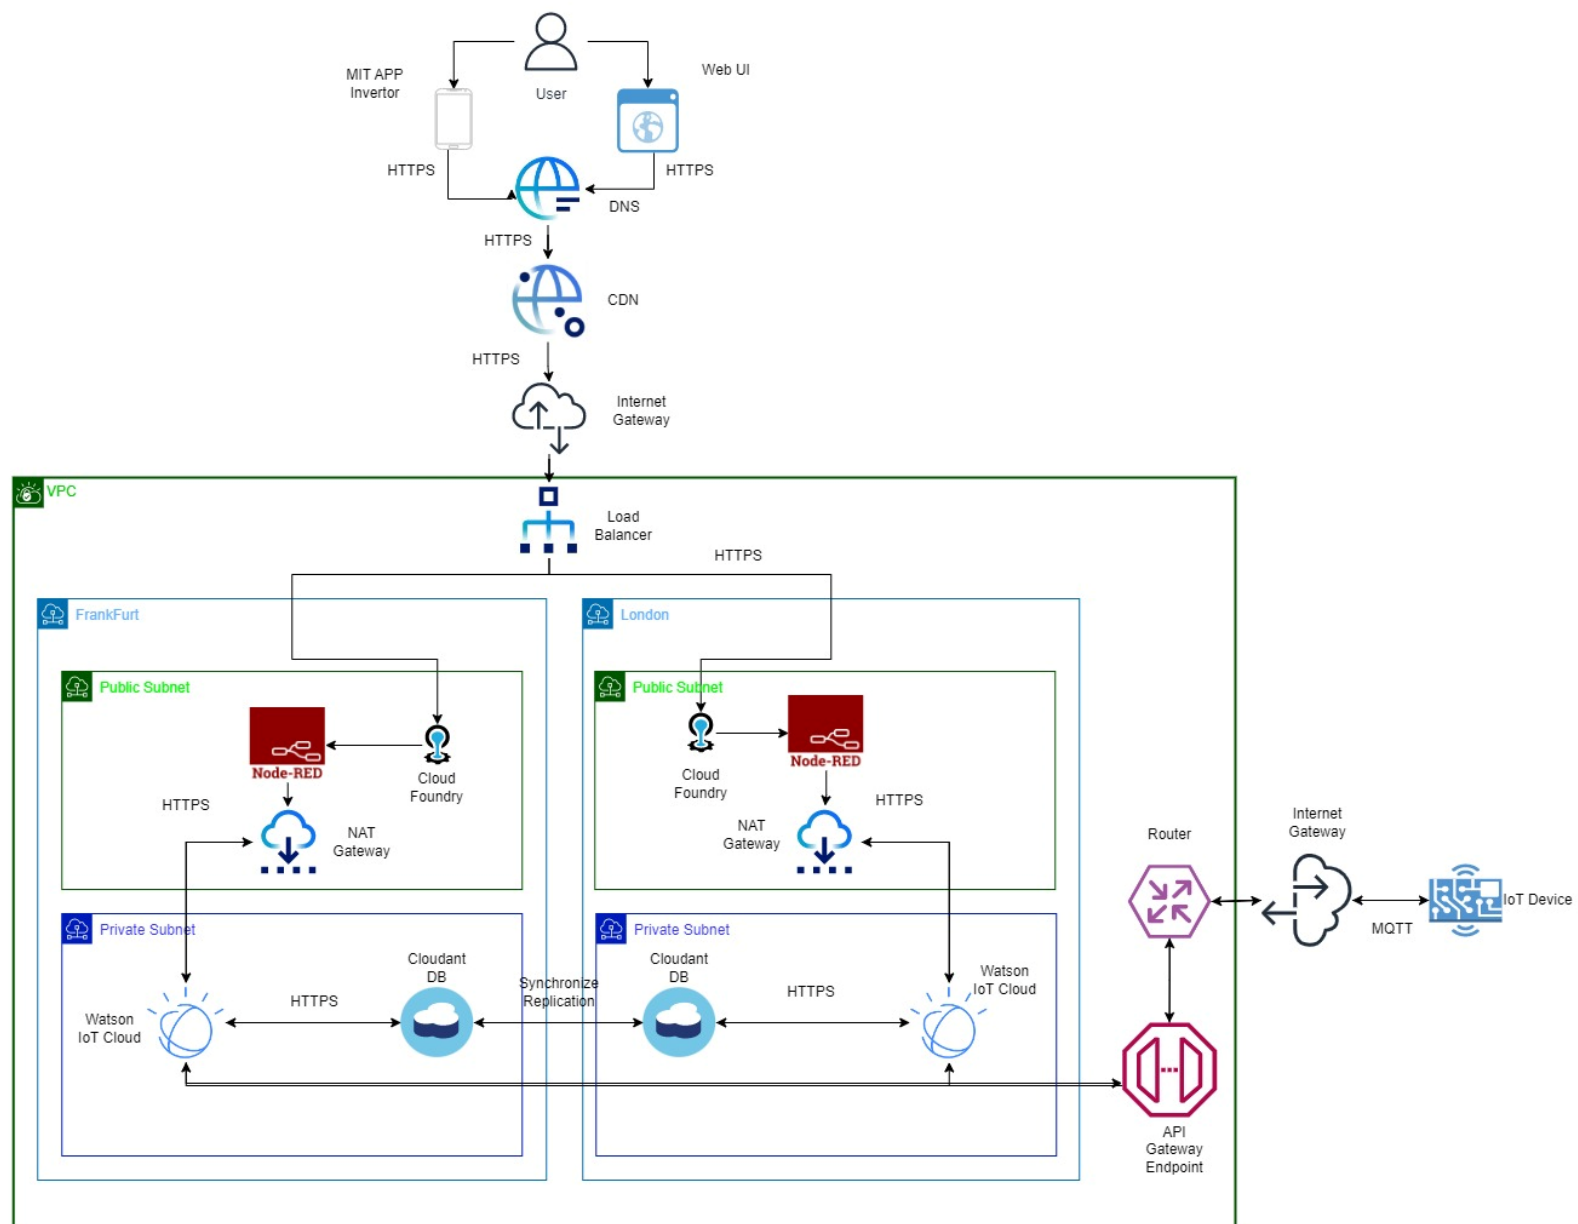 MIT APP
Invertor
User
Web UI
HTTPS
HTTPS
DNS
HTTPS
CDN
HTTPS
Internet
Gateway
VPC
Load
Balancer
HTTPS
FrankFurt
London
Public Subnet
Public Subnet
Node-RED
Cloud
Foundry
Cloud
Foundry
Node-RED
HTTPS
NAT
Gateway
NAT
Gateway
HTTPS
Router
Internet
Gateway
IoT Device
MQTT
Private Subnet
Private Subnet
Watson
IoT Cloud
HTTPS
Cloudant
DB
Synchronize
Replication
Cloudant
DB
HTTPS
Watson
IoT Cloud
API
Gateway
Endpoint